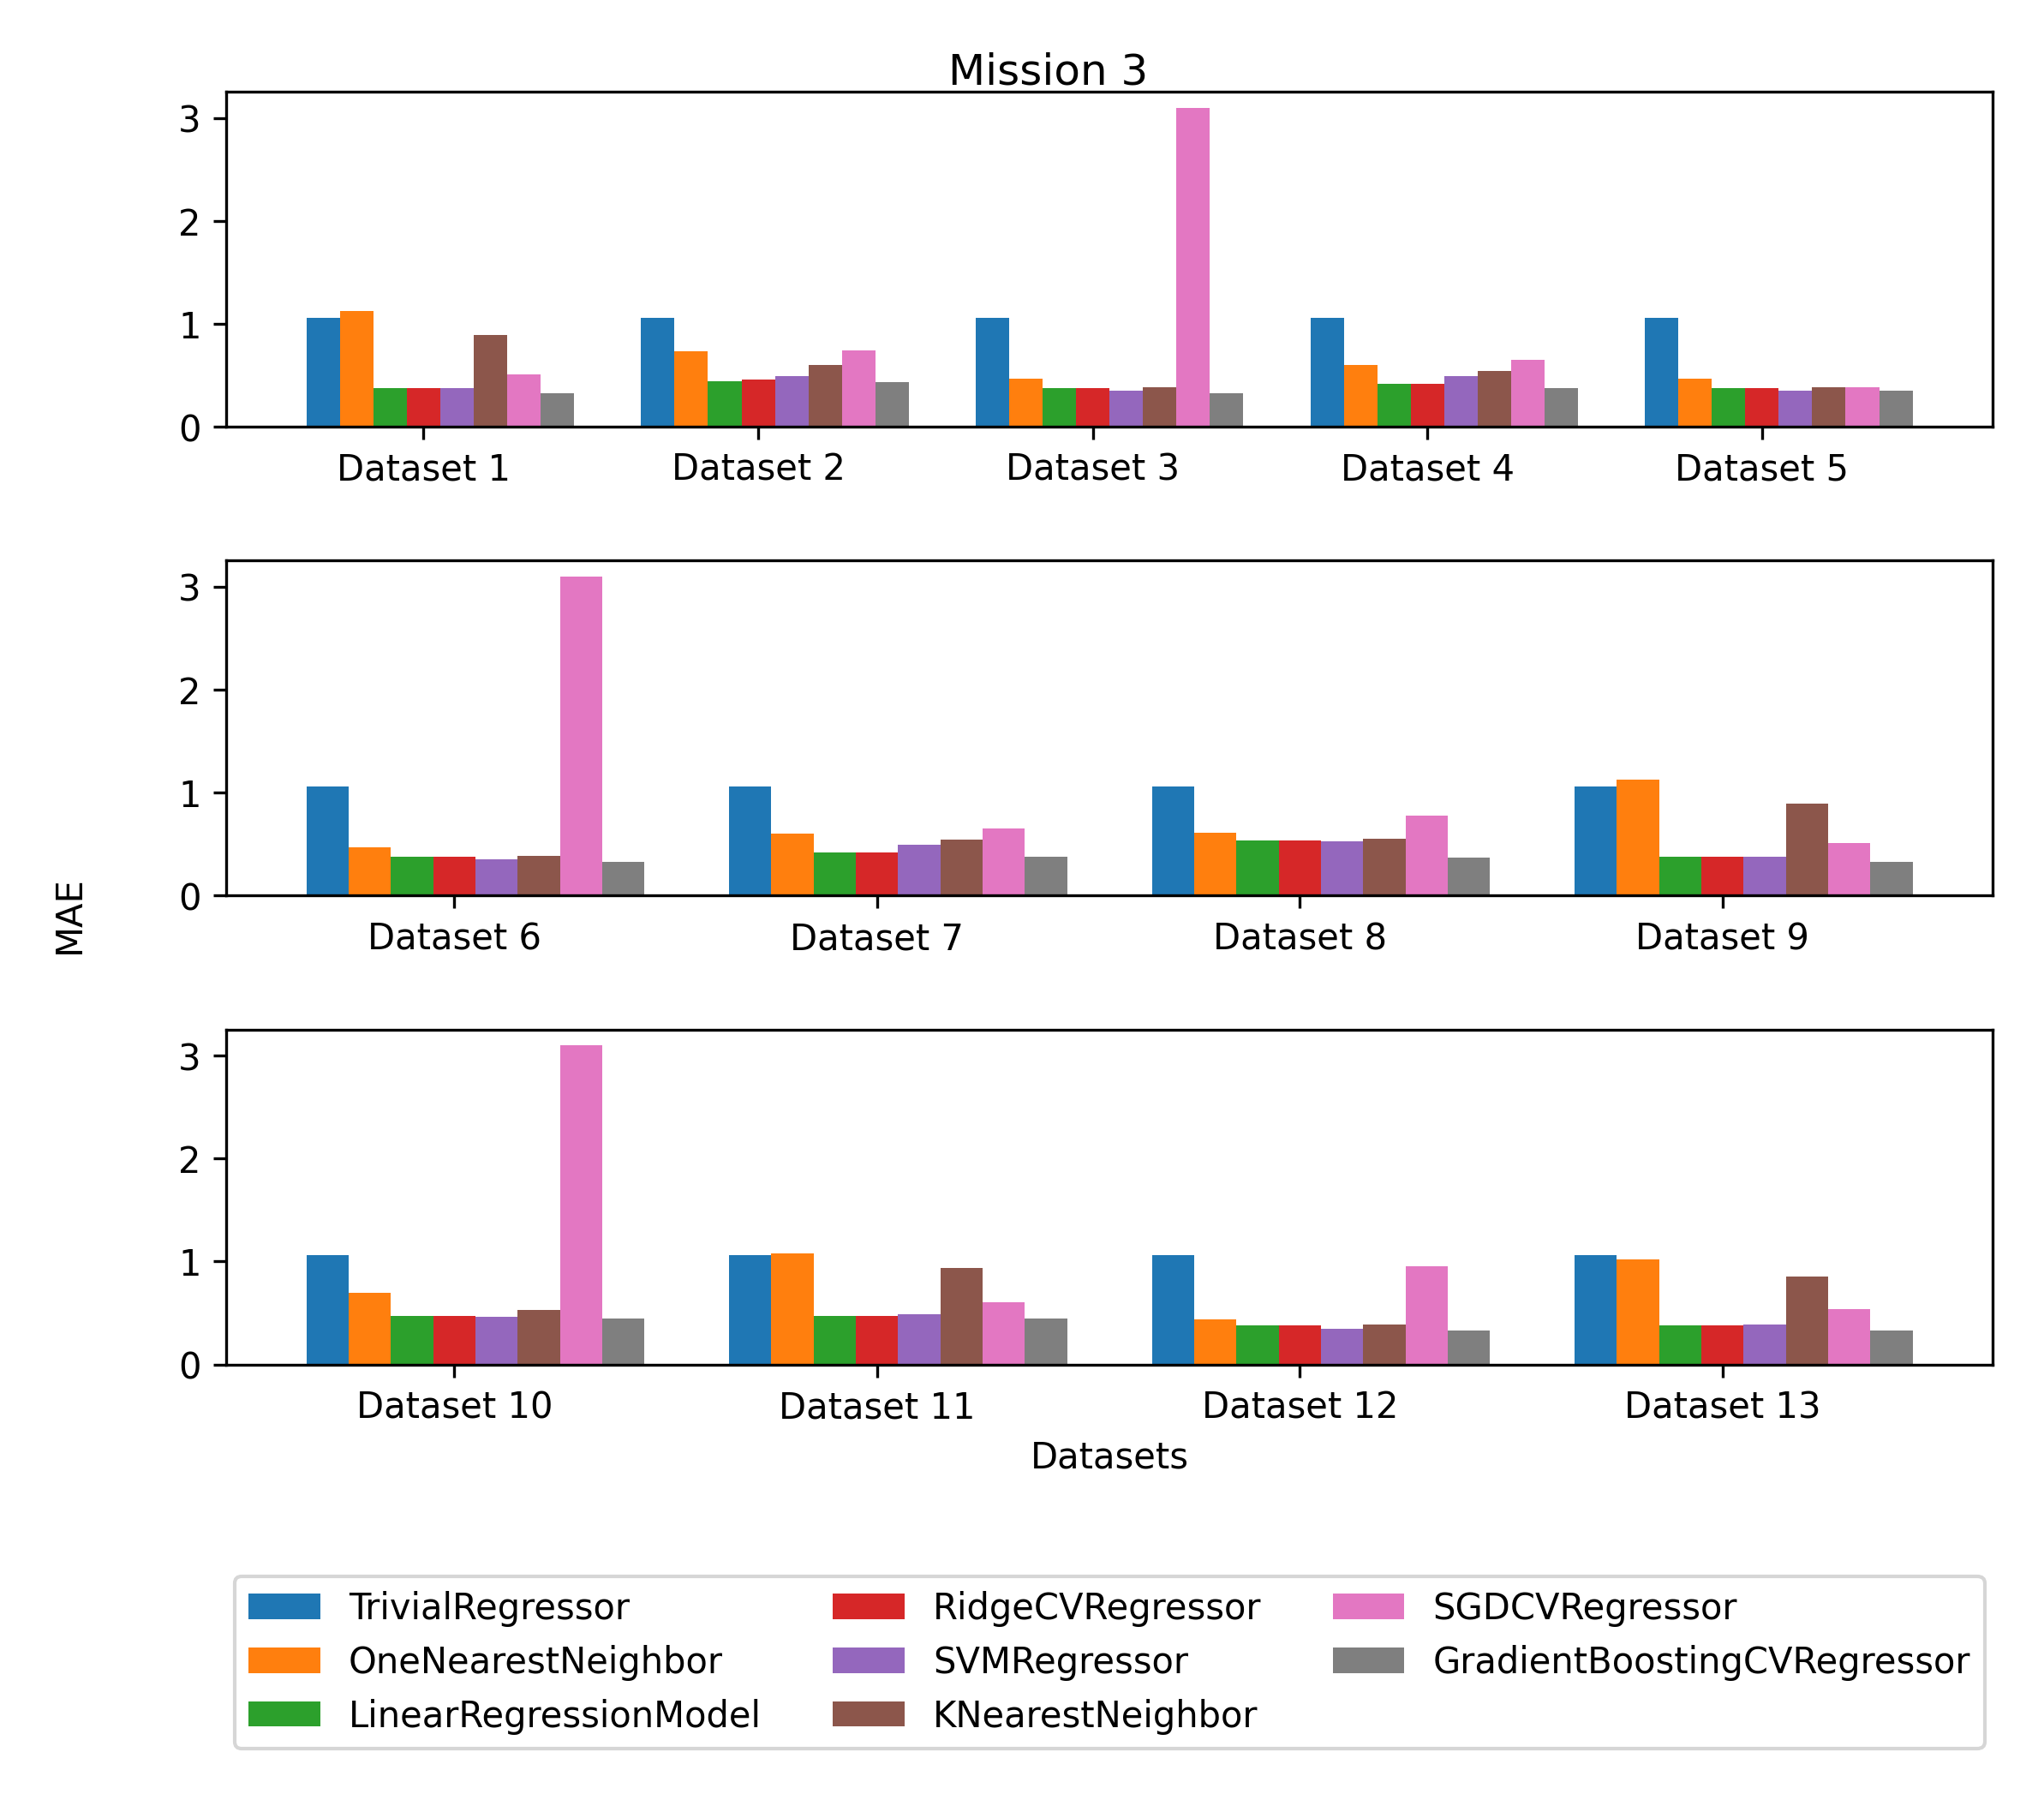 Mission 3
3
2
1
0
Dataset 1 Dataset 2 Dataset 3 Dataset 4 Dataset 5
3
2
1
0
Dataset 6 Dataset 7 Dataset 8 Dataset 9
MAE
3
2
1
0
Dataset 10 Dataset 11 Dataset 12 Dataset 13
Datasets
TrivialRegressor RidgeCVRegressor SGDCVRegressor
OneNearestNeighbor SVMRegressor GradientBoostingCVRegressor
LinearRegressionModel KNearestNeighbor